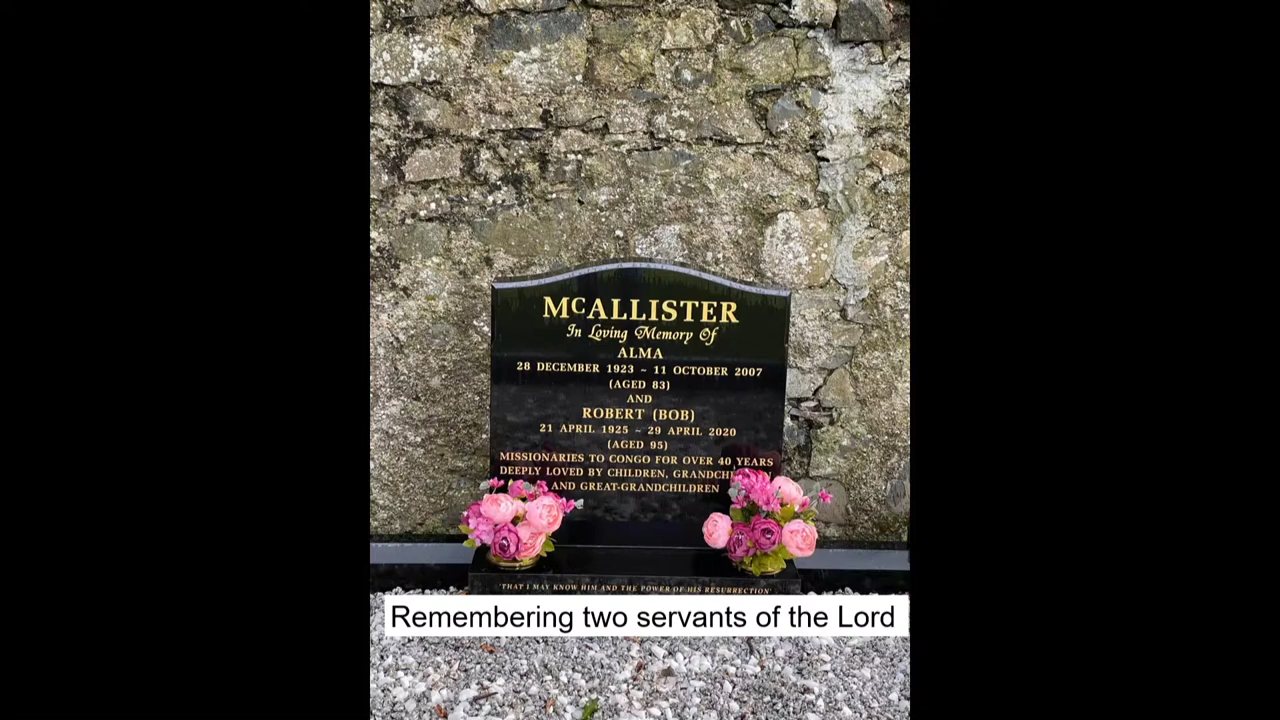 McALLISTER
In Loving Memory Of
ALMA
28 DECEMBER 1923 ~ 11 OCTOBER 2007
(AGED 83)
AND
ROBERT (BOB)
21 APRIL 1925 ~ 29 APRIL 2020
(AGED 95)
MISSIONARIES TO CONGO FOR OVER 40 YEARS
DEEPLY LOVED BY CHILDREN,
AND GREAT-GRANDCHILDREN
'THAT I MAY KNOW HIM AND THE POWER OF HIS RESURRECTION'
Remembering two servants of the Lord